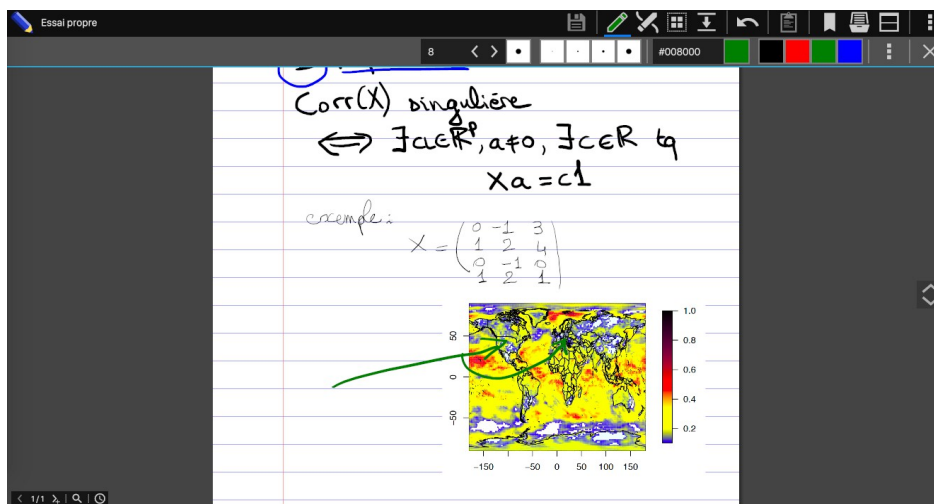 Essai propre
8
#008000
Corr(X) singulière
⟺ ∃a∈ℝᵖ, a≠0, ∃c∈ℝ tq
Xa = c1
exemple:
X = ( 0 -1 3
1 2 4
0 -1 0
1 2 1 )
50
0
-50
-150 -50 0 50 100 150
1.0
0.8
0.6
0.4
0.2
1/1